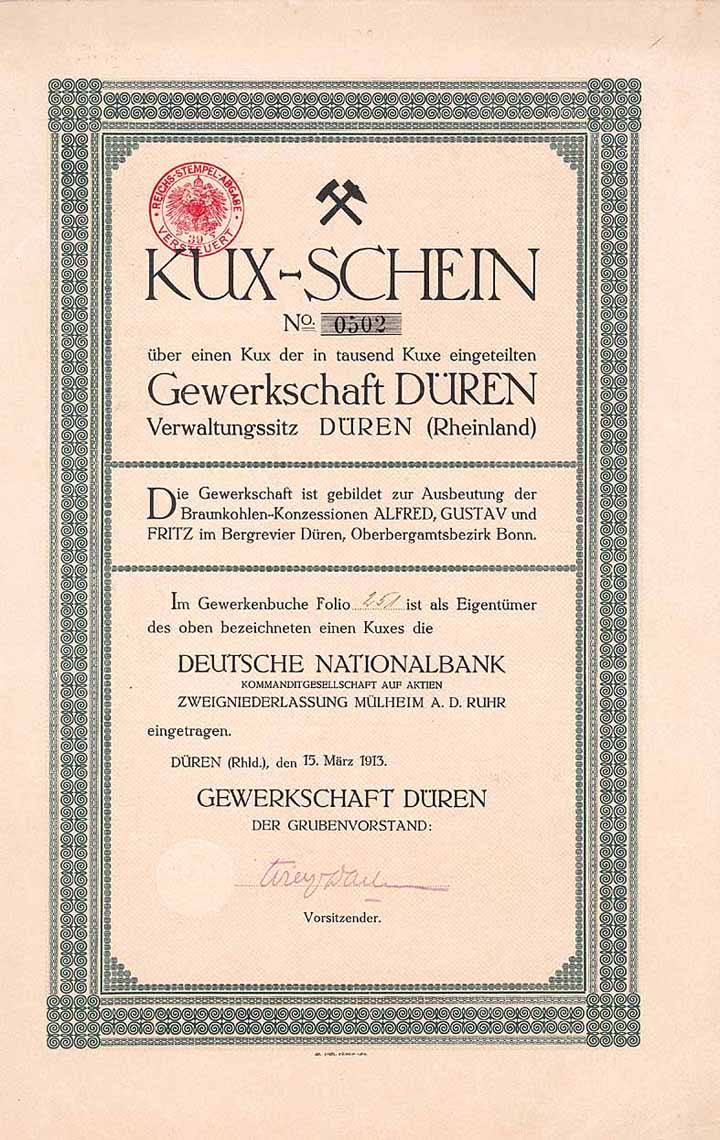 REICHS-STEMPEL-ABGABE
VERSTEUERT
KUX-SCHEIN
No. 0502
über einen Kux der in tausend Kuxe eingeteilten
Gewerkschaft DÜREN
Verwaltungssitz DÜREN (Rheinland)
Die Gewerkschaft ist gebildet zur Ausbeutung der
Braunkohlen-Konzessionen ALFRED, GUSTAV und
FRITZ im Bergrevier Düren, Oberbergamtsbezirk Bonn.
Im Gewerkenbuche Folio 251 ist als Eigentümer
des oben bezeichneten einen Kuxes die
DEUTSCHE NATIONALBANK
KOMMANDITGESELLSCHAFT AUF AKTIEN
ZWEIGNIEDERLASSUNG MÜLHEIM A. D. RUHR
eingetragen.
DÜREN (Rhld.), den 15. März 1913.
GEWERKSCHAFT DÜREN
DER GRUBENVORSTAND:
Vorsitzender.